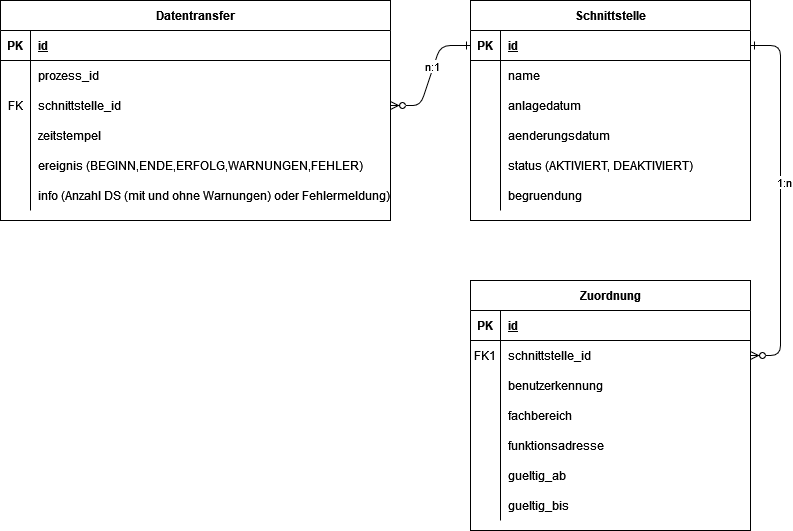 Datentransfer
PK id
prozess_id
FK schnittstelle_id
zeitstempel
ereignis (BEGINN,ENDE,ERFOLG,WARNUNGEN,FEHLER)
info (Anzahl DS (mit und ohne Warnungen) oder Fehlermeldung)
n:1
Schnittstelle
PK id
name
anlagedatum
aenderungsdatum
status (AKTIVIERT, DEAKTIVIERT)
begruendung
1:n
Zuordnung
PK id
FK1 schnittstelle_id
benutzerkennung
fachbereich
funktionsadresse
gueltig_ab
gueltig_bis